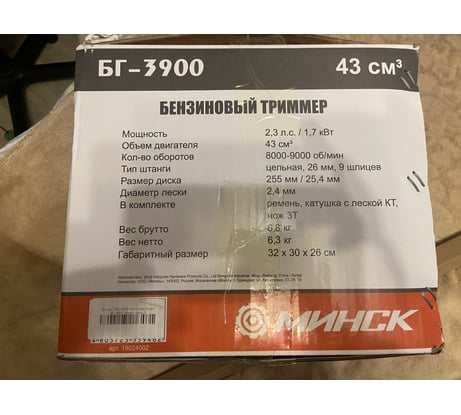 БГ-3900 43 см³
БЕНЗИНОВЫЙ ТРИММЕР
Мощность 2,3 л.с. / 1,7 кВт
Объем двигателя 43 см³
Кол-во оборотов 8000-9000 об/мин
Тип штанги цельная, 26 мм, 9 шлицев
Размер диска 255 мм / 25,4 мм
Диаметр лески 2,4 мм
В комплекте ремень, катушка с леской КТ,
нож 3Т
Вес брутто 6,8 кг
Вес нетто 6,3 кг
Габаритный размер 32 x 30 x 26 см
МИНСК
арт. 18024002